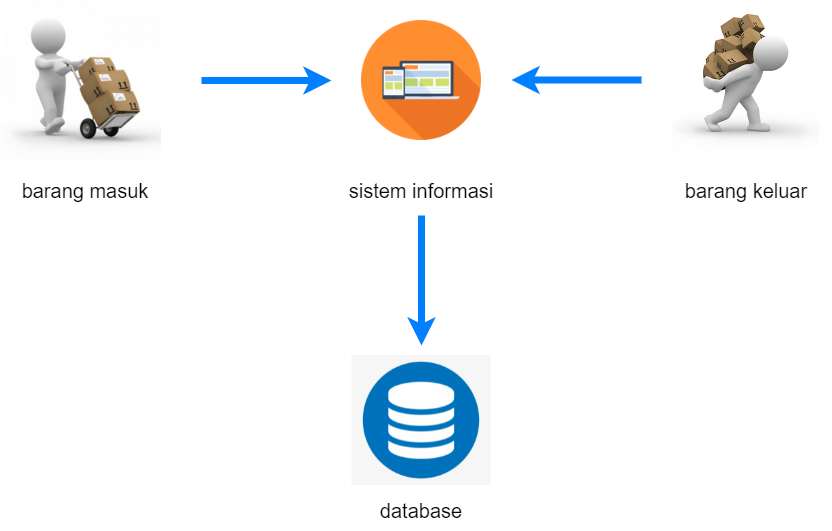 barang masuk
sistem informasi
barang keluar
database